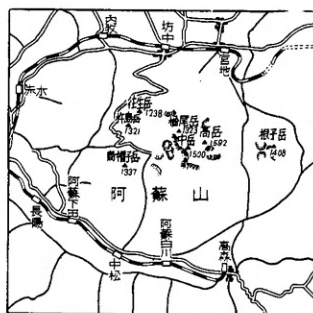 内牧
坊中
宮地
赤水
往生岳
1238
杵島岳
1321
楢尾岳
1323
中岳
1500
高岳
1592
根子岳
1408
烏帽子岳
1337
阿蘇山
阿蘇下田
長陽
中松
阿蘇白川
高森